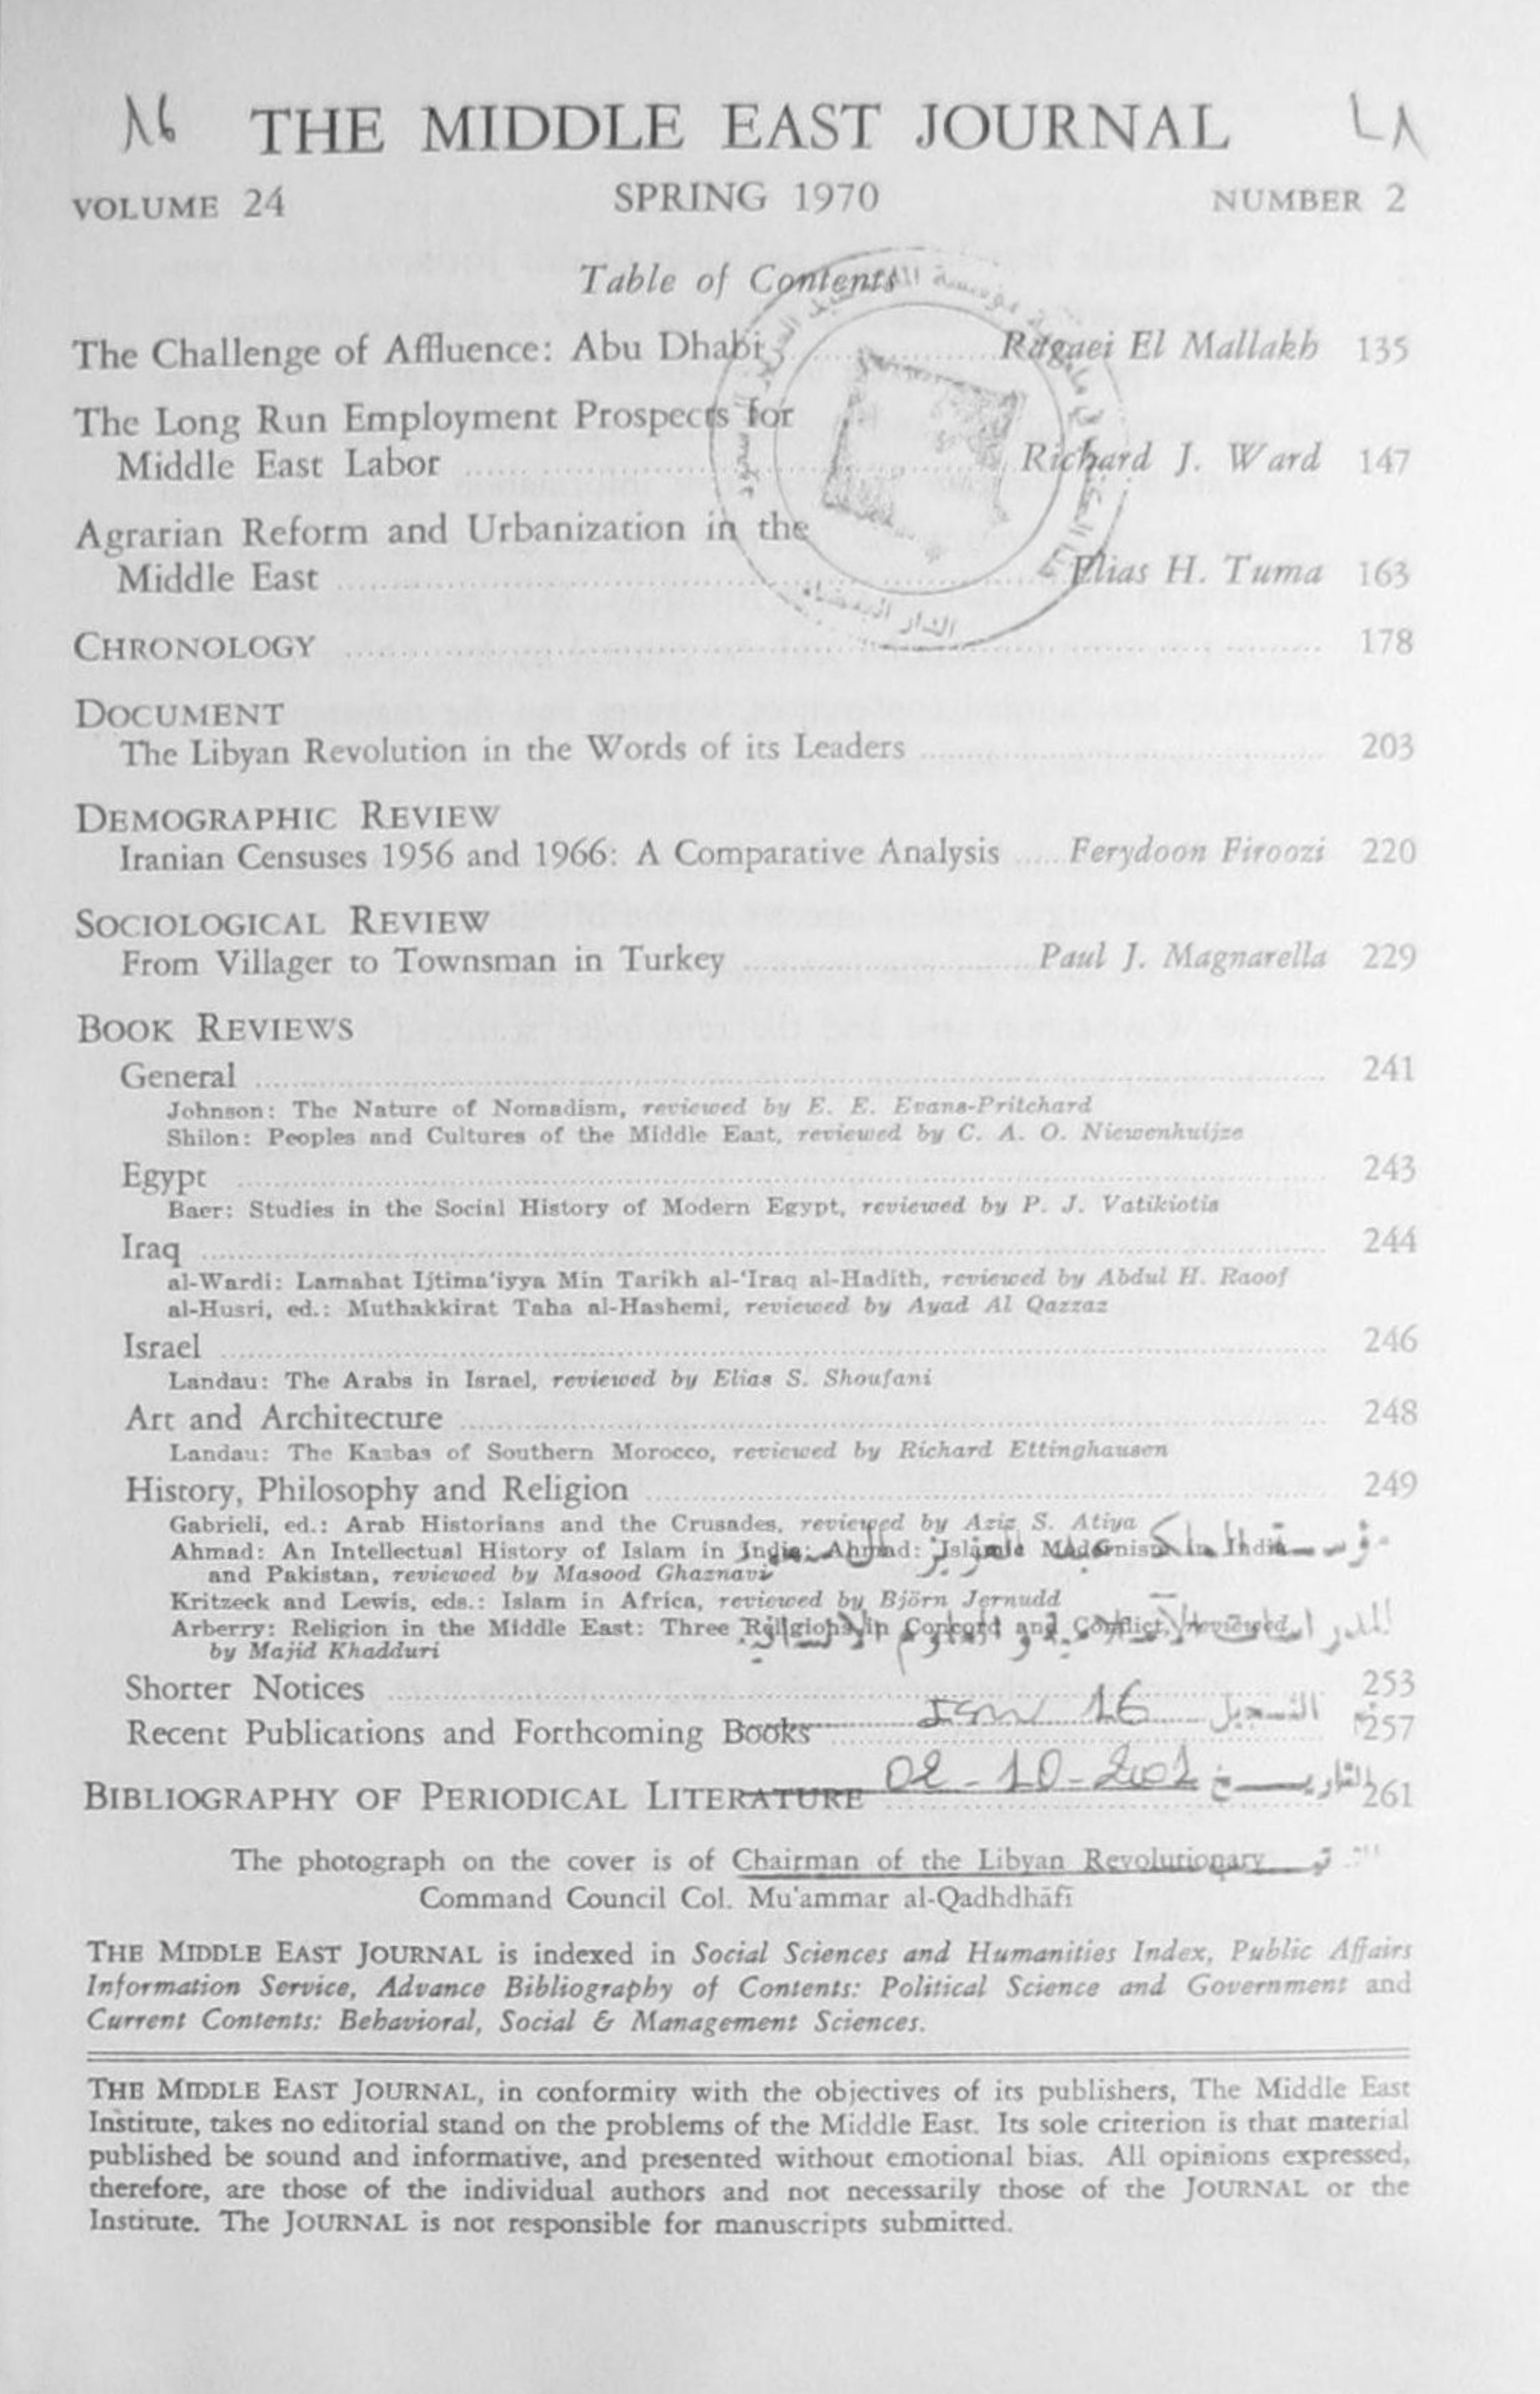 THE MIDDLE EAST JOURNAL
VOLUME 24 SPRING 1970 NUMBER 2
Table of Contents
The Challenge of Affluence: Abu Dhabi ........ Ragaei El Mallakh 135
The Long Run Employment Prospects for
Middle East Labor ........ Richard J. Ward 147
Agrarian Reform and Urbanization in the
Middle East ........ Elias H. Tuma 163
CHRONOLOGY ........ 178
DOCUMENT
The Libyan Revolution in the Words of its Leaders ........ 203
DEMOGRAPHIC REVIEW
Iranian Censuses 1956 and 1966: A Comparative Analysis ..... Ferydoon Firoozi 220
SOCIOLOGICAL REVIEW
From Villager to Townsman in Turkey ........ Paul J. Magnarella 229
BOOK REVIEWS
General ........ 241
Johnson: The Nature of Nomadism, reviewed by E. E. Evans-Pritchard
Shilon: Peoples and Cultures of the Middle East, reviewed by C. A. O. Niewenhuijze
Egypt ........ 243
Baer: Studies in the Social History of Modern Egypt, reviewed by P. J. Vatikiotis
Iraq ........ 244
al-Wardi: Lamahat Ijtima'iyya Min Tarikh al-'Iraq al-Hadith, reviewed by Abdul H. Raoof
al-Husri, ed.: Muthakkirat Taha al-Hashemi, reviewed by Ayad Al Qazzaz
Israel ........ 246
Landau: The Arabs in Israel, reviewed by Elias S. Shoufani
Art and Architecture ........ 248
Landau: The Kasbas of Southern Morocco, reviewed by Richard Ettinghausen
History, Philosophy and Religion ........ 249
Gabrieli, ed.: Arab Historians and the Crusades, reviewed by Aziz S. Atiya
Ahmad: An Intellectual History of Islam in India; Ahmad: Islamic Modernism in India
and Pakistan, reviewed by Masood Ghaznavi
Kritzeck and Lewis, eds.: Islam in Africa, reviewed by Björn Jernudd
Arberry: Religion in the Middle East: Three Religions in Concord and Conflict, reviewed
by Majid Khadduri
Shorter Notices ........ 253
16 التسجيل
Recent Publications and Forthcoming Books ........ 257
02-10-2002 التاريخ
BIBLIOGRAPHY OF PERIODICAL LITERATURE ........ 261
The photograph on the cover is of Chairman of the Libyan Revolutionary
Command Council Col. Mu'ammar al-Qadhdhāfī
THE MIDDLE EAST JOURNAL is indexed in Social Sciences and Humanities Index, Public Affairs
Information Service, Advance Bibliography of Contents: Political Science and Government and
Current Contents: Behavioral, Social & Management Sciences.
THE MIDDLE EAST JOURNAL, in conformity with the objectives of its publishers, The Middle East
Institute, takes no editorial stand on the problems of the Middle East. Its sole criterion is that material
published be sound and informative, and presented without emotional bias. All opinions expressed,
therefore, are those of the individual authors and not necessarily those of the JOURNAL or the
Institute. The JOURNAL is not responsible for manuscripts submitted.